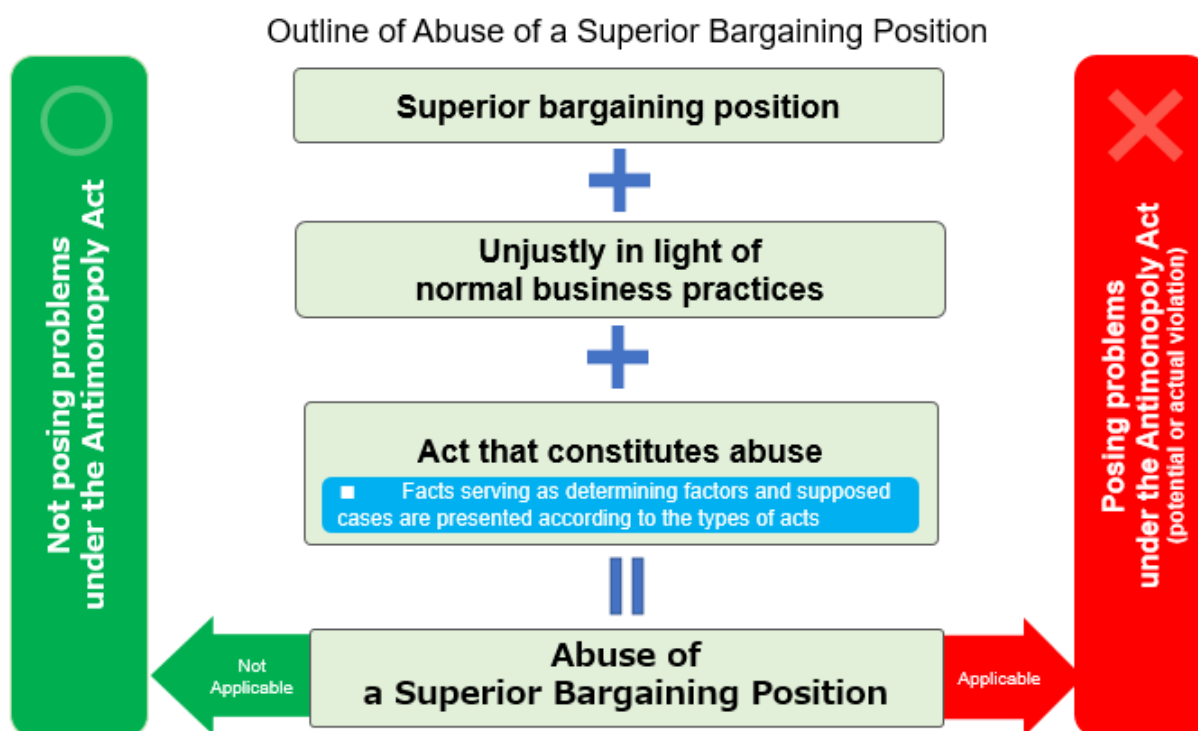 Outline of Abuse of a Superior Bargaining Position
Not posing problems
under the Antimonopoly Act
Superior bargaining position
Unjustly in light of
normal business practices
Act that constitutes abuse
■ Facts serving as determining factors and supposed
cases are presented according to the types of acts
Not
Applicable
Abuse of
a Superior Bargaining Position
Applicable
Posing problems
under the Antimonopoly Act
(potential or actual violation)